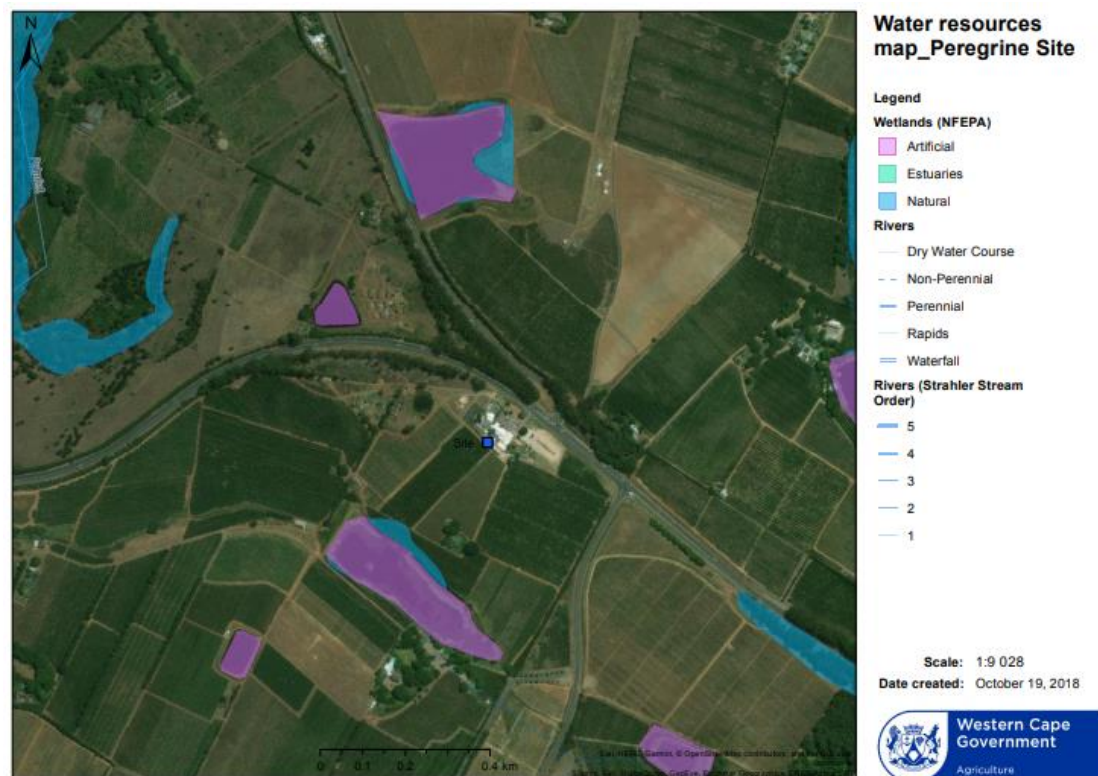 N
Site
0 0.2 0.4 km
Water resources
map_Peregrine Site
Legend
Wetlands (NFEPA)
Artificial
Estuaries
Natural
Rivers
Dry Water Course
Non-Perennial
Perennial
Rapids
Waterfall
Rivers (Strahler Stream
Order)
5
4
3
2
1
Scale: 1:9 028
Date created: October 19, 2018
Western Cape
Government
Agriculture